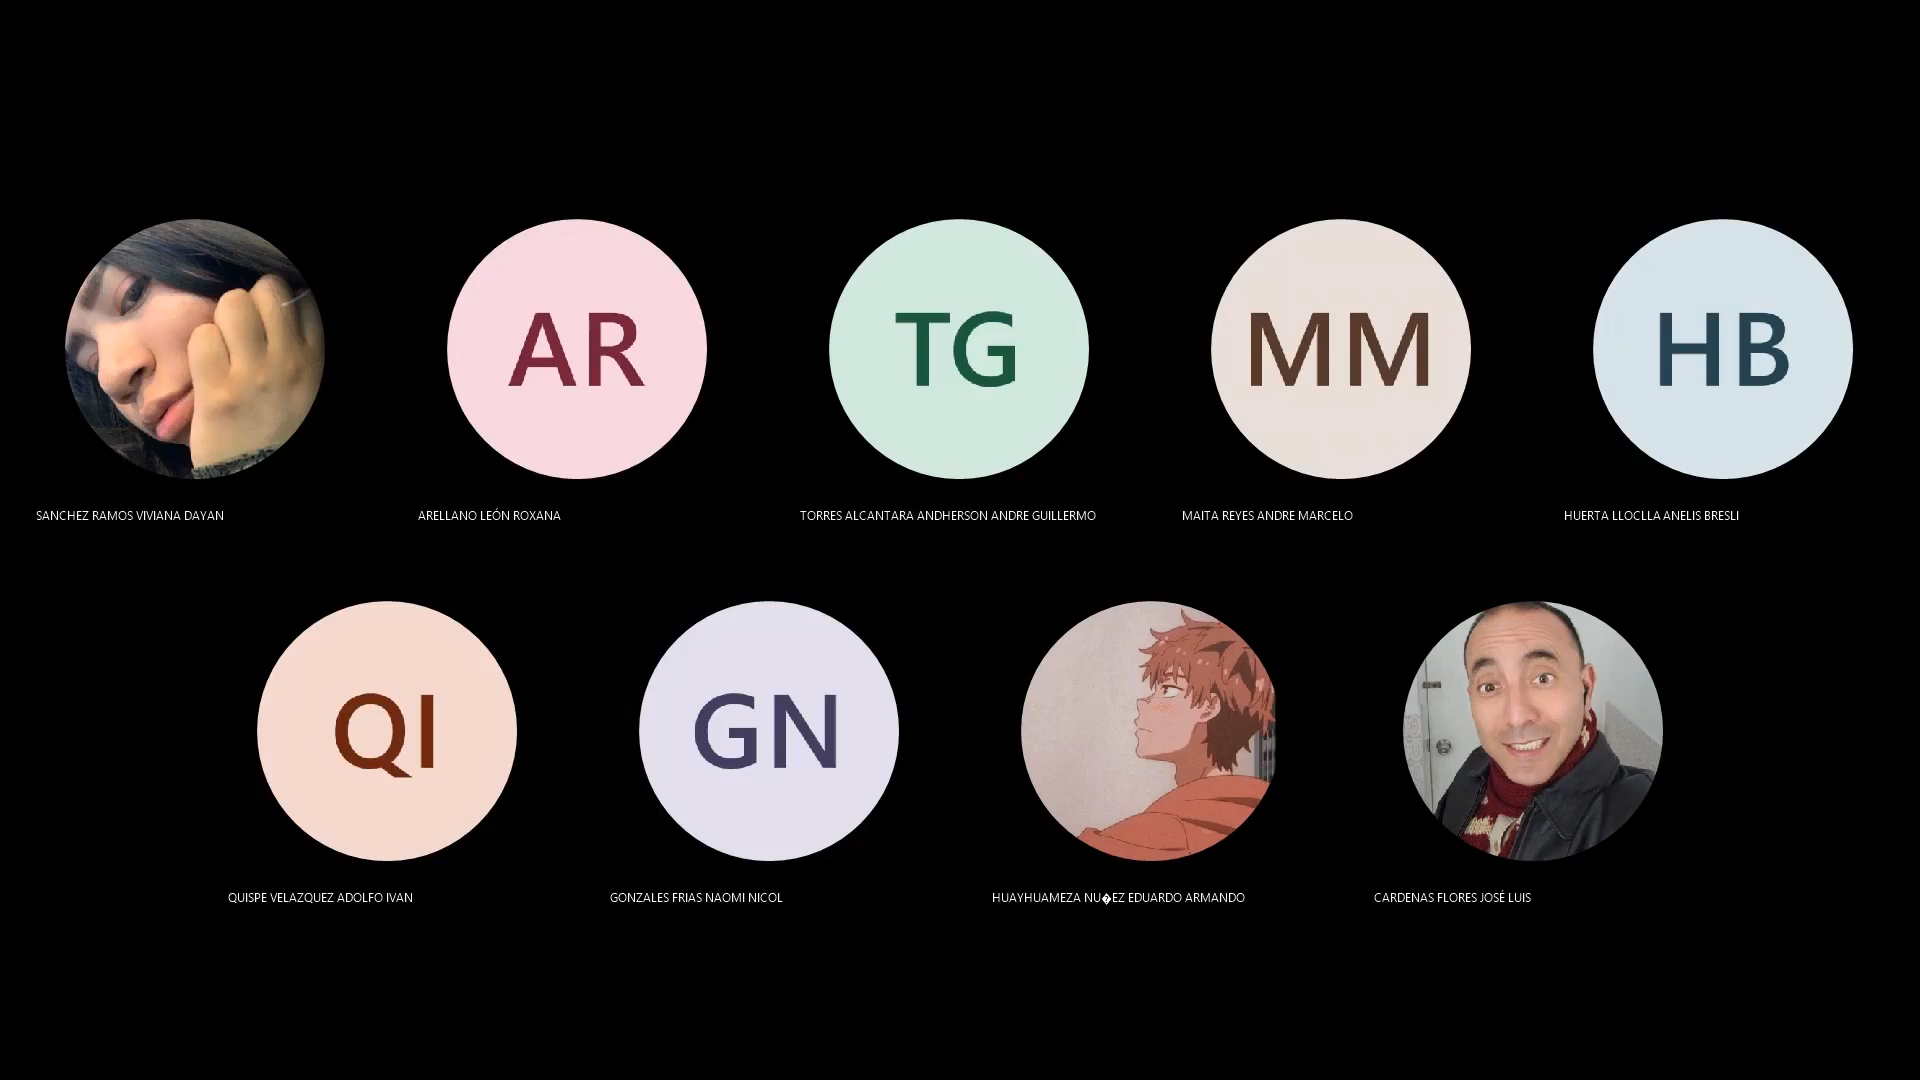 AR
TG
MM
HB
SANCHEZ RAMOS VIVIANA DAYAN
ARELLANO LEÓN ROXANA
TORRES ALCANTARA ANDHERSON ANDRE GUILLERMO
MAITA REYES ANDRE MARCELO
HUERTA LLOCLLA ANELIS BRESLI
QI
GN
QUISPE VELAZQUEZ ADOLFO IVAN
GONZALES FRIAS NAOMI NICOL
HUAYHUAMEZA NU�EZ EDUARDO ARMANDO
CARDENAS FLORES JOSÉ LUIS